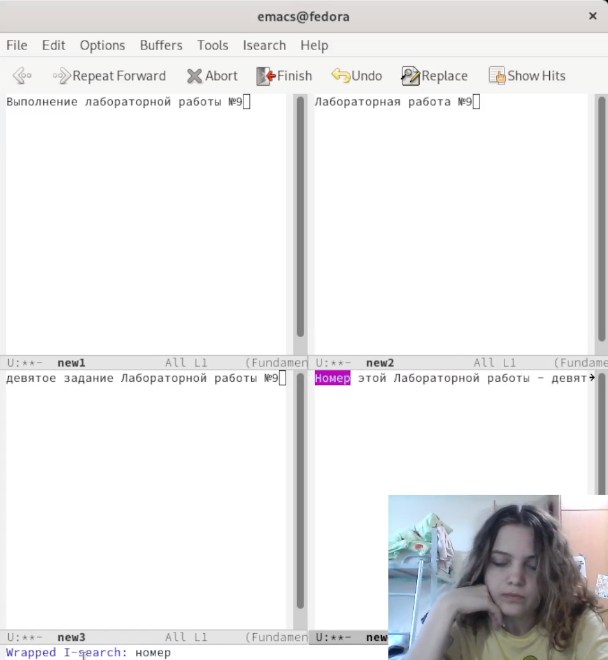 emacs@fedora
File Edit Options Buffers Tools Isearch Help
Repeat Forward Abort Finish Undo Replace Show Hits
Выполнение лабораторной работы №9
Лабораторная работа №9
U:**- new1 All L1 (Fundamen
U:**- new2 All L1 (Fundame
девятое задание Лабораторной работы №9
Номер этой Лабораторной работы - девят
U:**- new3 All L1 (Fundamen
U:**- new
Wrapped I-search: номер